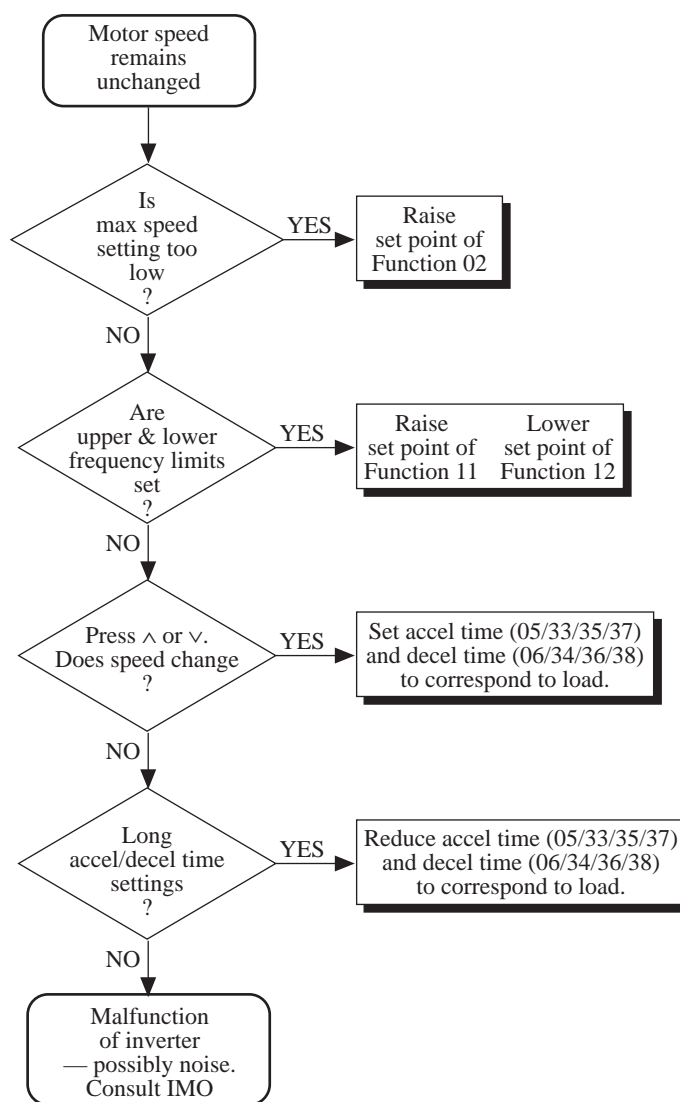 Motor speed
remains
unchanged
Is
max speed
setting too
low
?
YES
Raise
set point of
Function 02
NO
Are
upper & lower
frequency limits
set
?
YES
Raise
set point of
Function 11
Lower
set point of
Function 12
NO
Press ∧ or ∨.
Does speed change
?
YES
Set accel time (05/33/35/37)
and decel time (06/34/36/38)
to correspond to load.
NO
Long
accel/decel time
settings
?
YES
Reduce accel time (05/33/35/37)
and decel time (06/34/36/38)
to correspond to load.
NO
Malfunction
of inverter
— possibly noise.
Consult IMO